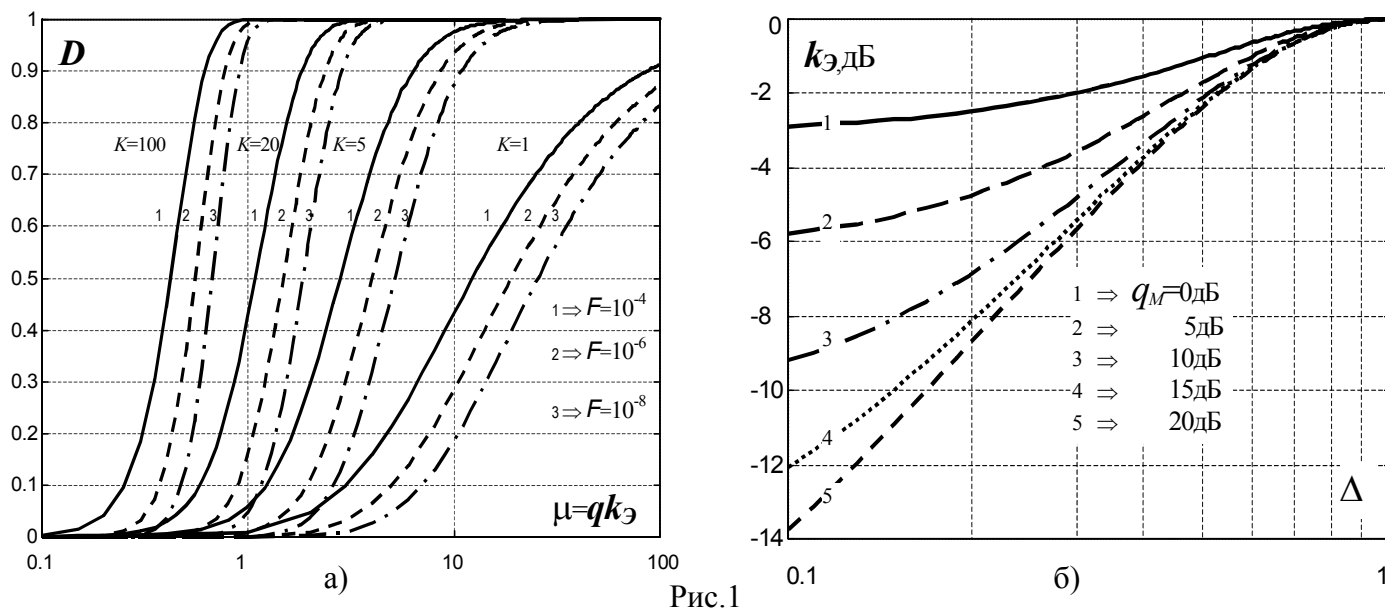 1
0.9
0.8
0.7
0.6
0.5
0.4
0.3
0.2
0.1
0
D
K=100
K=20
K=5
K=1
1 2 3
1 2 3
1 2 3
1 2 3
1 ⇒ F=10⁻⁴
2 ⇒ F=10⁻⁶
3 ⇒ F=10⁻⁸
μ=qkЭ
0.1
1
10
100
а)
0
-2
-4
-6
-8
-10
-12
-14
kЭ,дБ
1
2
3
4
5
1 ⇒ qM=0дБ
2 ⇒ 5дБ
3 ⇒ 10дБ
4 ⇒ 15дБ
5 ⇒ 20дБ
Δ
0.1
1
б)
Рис.1